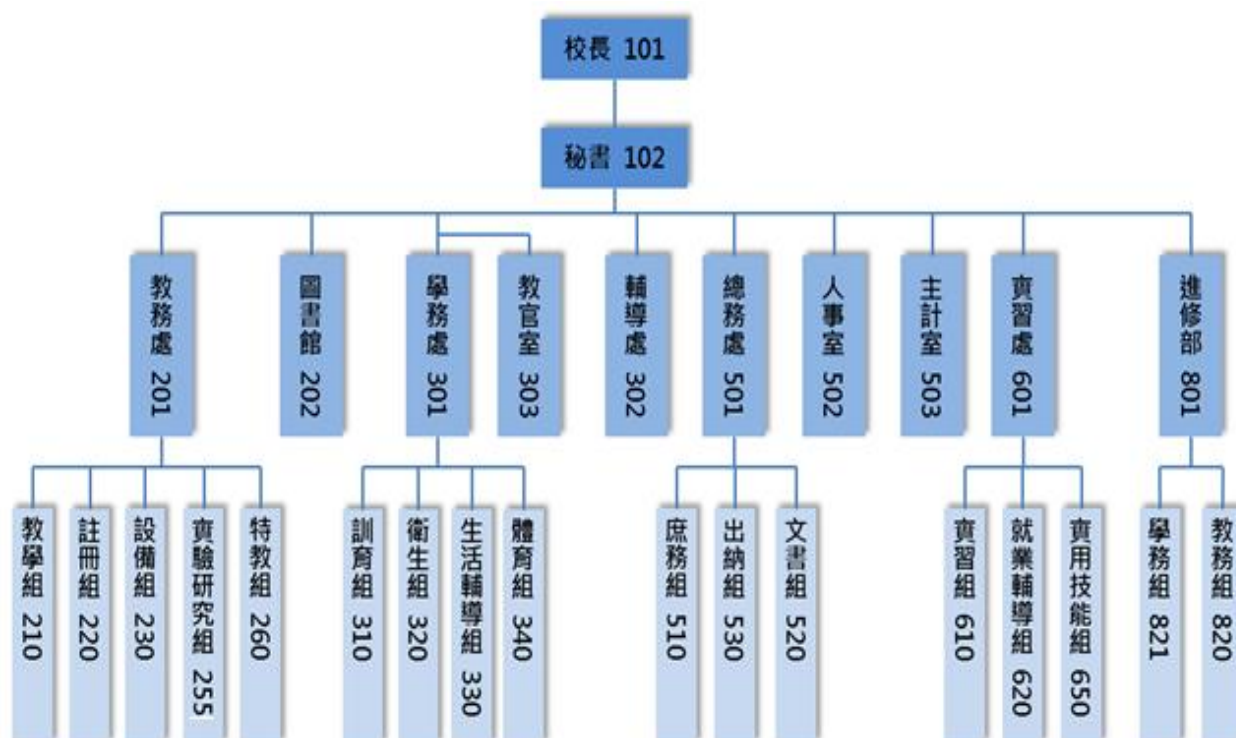 校長 101
秘書 102
教務處 201
圖書館 202
學務處 301
教官室 303
輔導處 302
總務處 501
人事室 502
主計室 503
實習處 601
進修部 801
教學組 210
註冊組 220
設備組 230
實驗研究組 255
特教組 260
訓育組 310
衛生組 320
生活輔導組 330
體育組 340
庶務組 510
出納組 530
文書組 520
實習組 610
就業輔導組 620
實用技能組 650
學務組 821
教務組 820